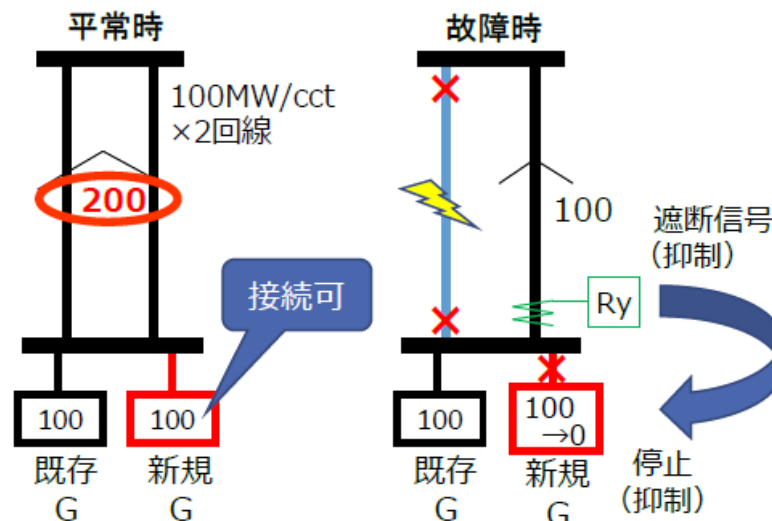 平常時
100MW/cct
×2回線
200
接続可
100
100
既存
G
新規
G
故障時
100
Ry
遮断信号
(抑制)
100
100
→0
既存
G
新規
G
停止
(抑制)